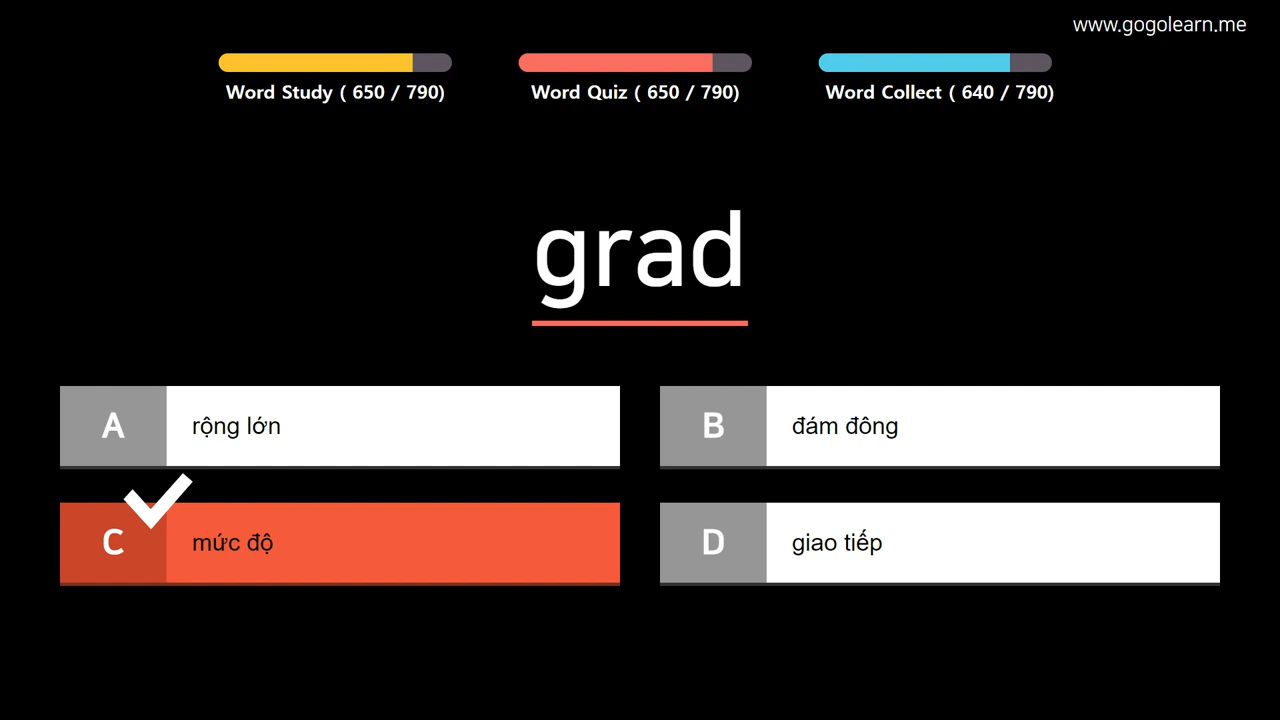 www.gogolearn.me
Word Study ( 650 / 790)
Word Quiz ( 650 / 790)
Word Collect ( 640 / 790)
grad
A rộng lớn
B đám đông
C mức độ
D giao tiếp